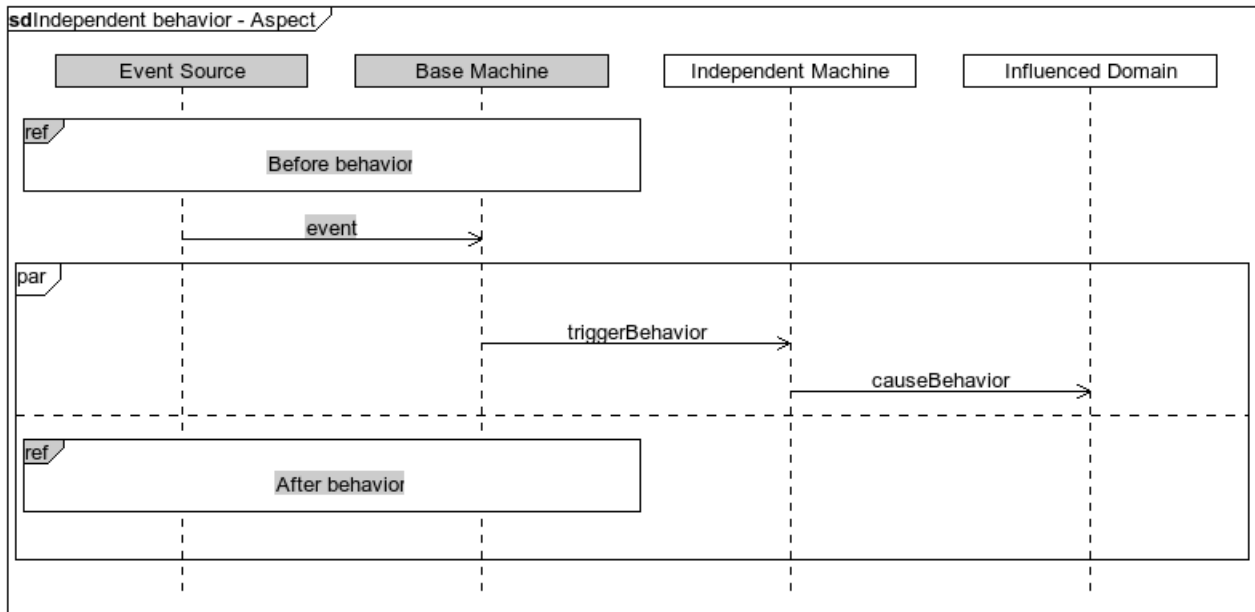 sdIndependent behavior - Aspect
Event Source
Base Machine
Independent Machine
Influenced Domain
ref
Before behavior
event
par
triggerBehavior
causeBehavior
ref
After behavior